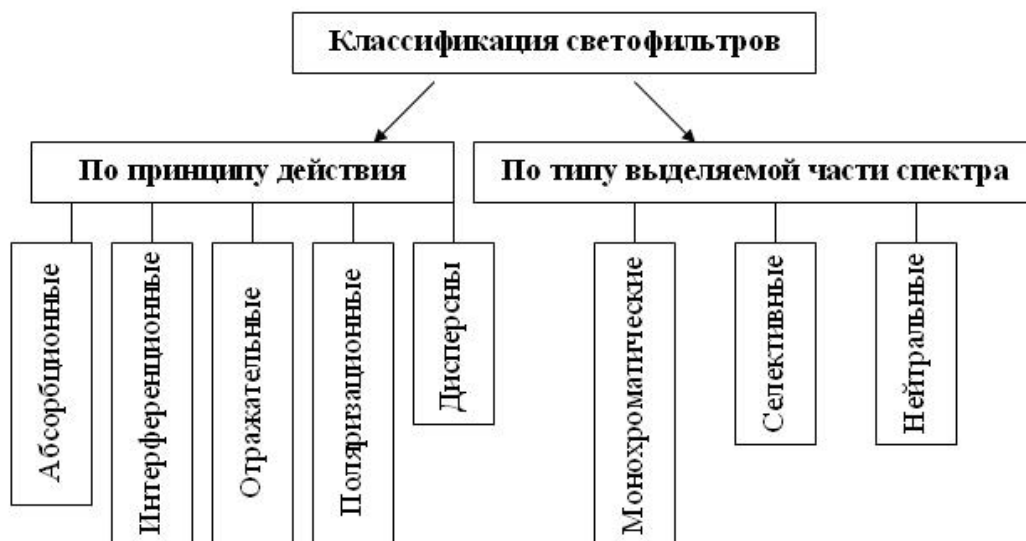 Классификация светофильтров
По принципу действия
По типу выделяемой части спектра
Абсорбционные
Интерференционные
Отражательные
Поляризационные
Дисперсны
Монохроматические
Селективные
Нейтральные